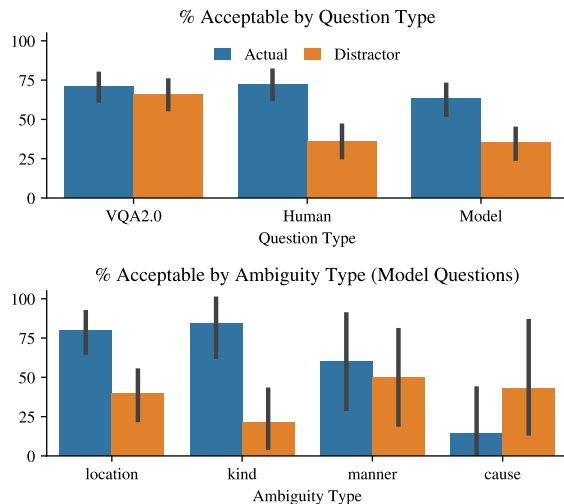 % Acceptable by Question Type
Actual Distractor
100
75
50
25
0
VQA2.0 Human Model
Question Type
% Acceptable by Ambiguity Type (Model Questions)
100
75
50
25
0
location kind manner cause
Ambiguity Type